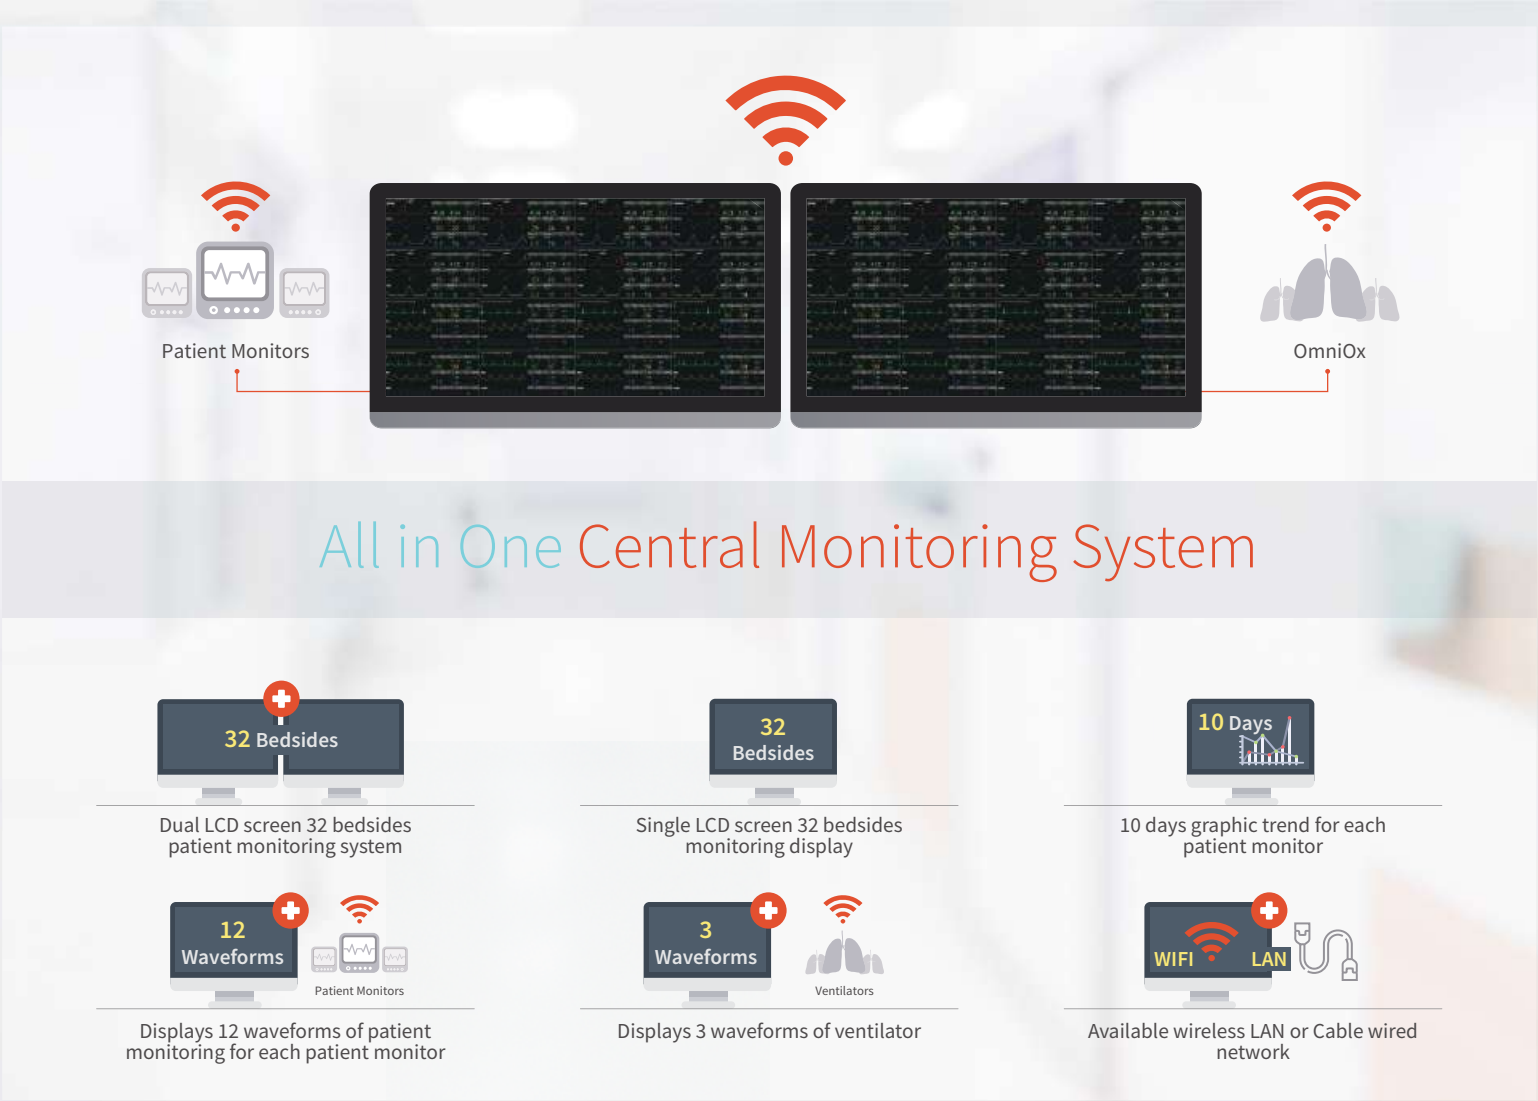 Patient Monitors
OmniOx
All in One Central Monitoring System
32 Bedsides
Dual LCD screen 32 bedsides
patient monitoring system
32
Bedsides
Single LCD screen 32 bedsides
monitoring display
10 Days
10 days graphic trend for each
patient monitor
12
Waveforms
Patient Monitors
Displays 12 waveforms of patient
monitoring for each patient monitor
3
Waveforms
Ventilators
Displays 3 waveforms of ventilator
WIFI LAN
Available wireless LAN or Cable wired
network